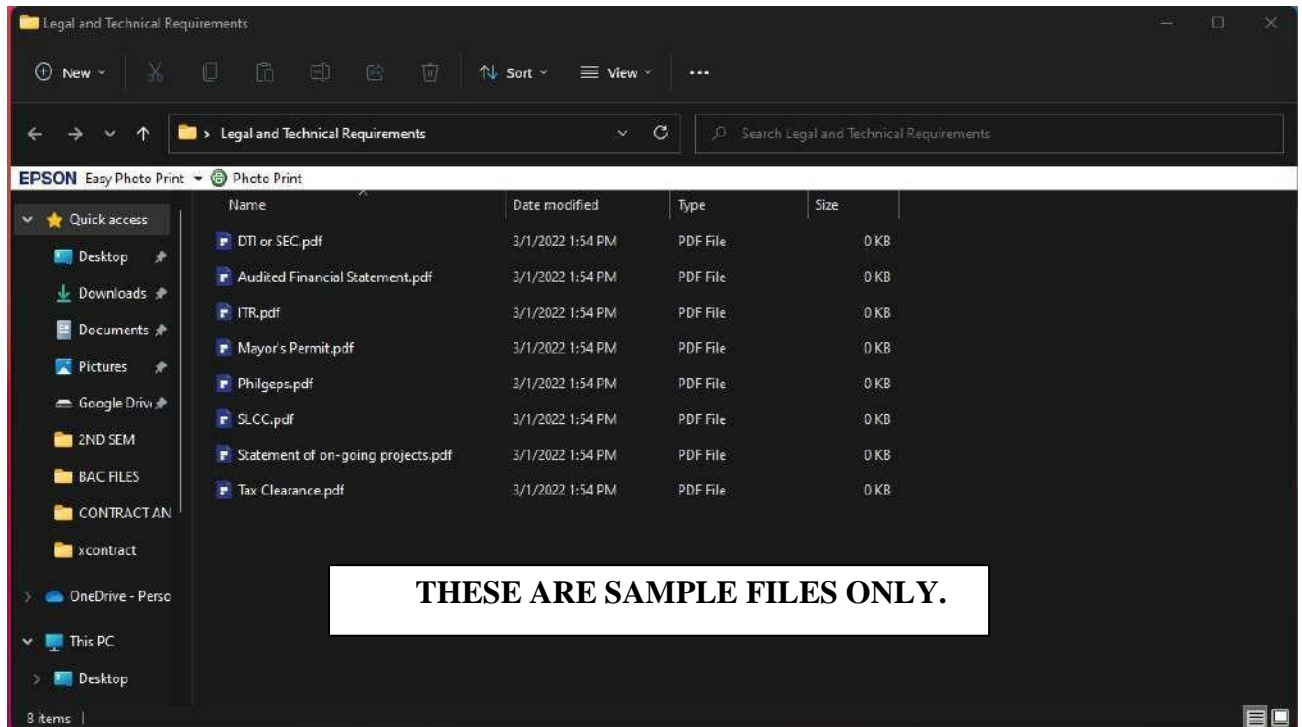 Legal and Technical Requirements
New Sort View ...
> Legal and Technical Requirements Search Legal and Technical Requirements
EPSON Easy Photo Print Photo Print
Name Date modified Type Size
Quick access
DTI or SEC.pdf 3/1/2022 1:54 PM PDF File 0 KB
Desktop
Audited Financial Statement.pdf 3/1/2022 1:54 PM PDF File 0 KB
Downloads
ITR.pdf 3/1/2022 1:54 PM PDF File 0 KB
Documents
Mayor's Permit.pdf 3/1/2022 1:54 PM PDF File 0 KB
Pictures
Philgeps.pdf 3/1/2022 1:54 PM PDF File 0 KB
Google Driv
SLCC.pdf 3/1/2022 1:54 PM PDF File 0 KB
2ND SEM
Statement of on-going projects.pdf 3/1/2022 1:54 PM PDF File 0 KB
BAC FILES
Tax Clearance.pdf 3/1/2022 1:54 PM PDF File 0 KB
CONTRACT AN
xcontract
THESE ARE SAMPLE FILES ONLY.
OneDrive - Perso
This PC
Desktop
8 items